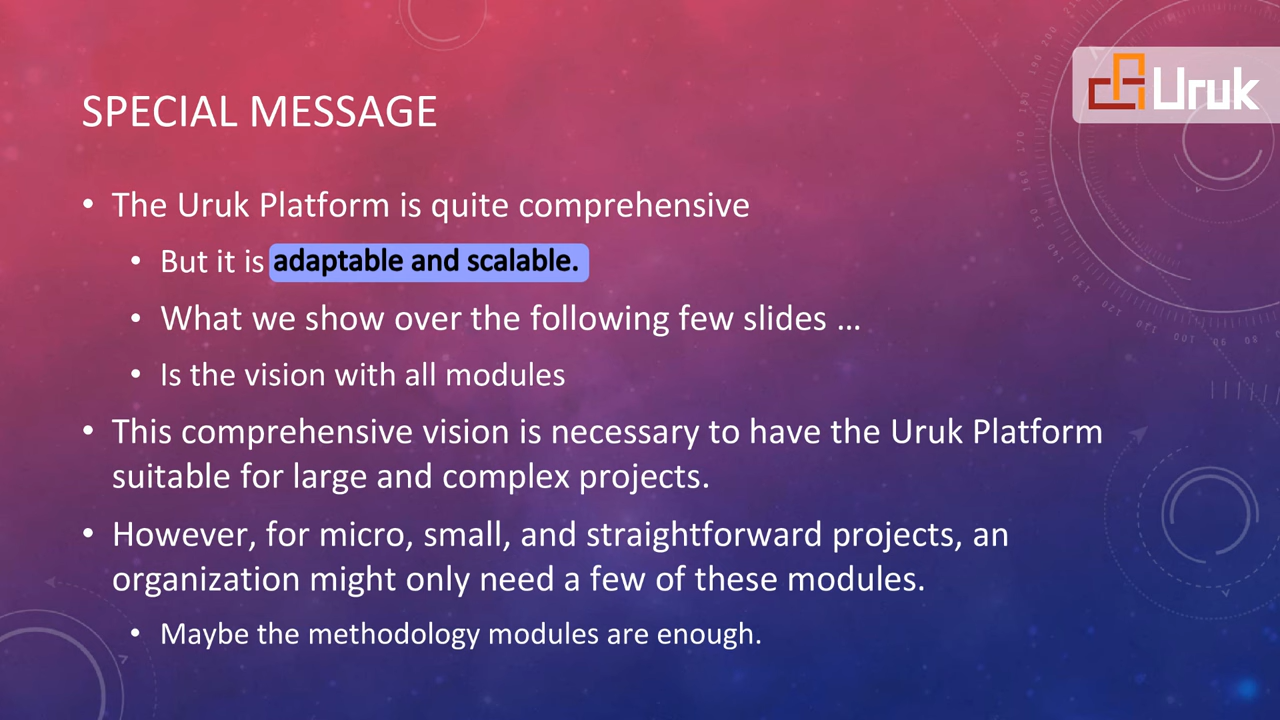 SPECIAL MESSAGE
Uruk
• The Uruk Platform is quite comprehensive
• But it is adaptable and scalable.
• What we show over the following few slides ...
• Is the vision with all modules
• This comprehensive vision is necessary to have the Uruk Platform
suitable for large and complex projects.
• However, for micro, small, and straightforward projects, an
organization might only need a few of these modules.
• Maybe the methodology modules are enough.